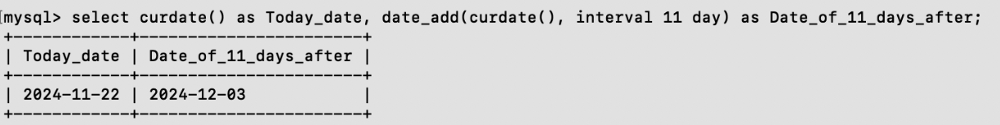 [mysql> select curdate() as Today_date, date_add(curdate(), interval 11 day) as Date_of_11_days_after;
+------------+-----------------------+
| Today_date | Date_of_11_days_after |
+------------+-----------------------+
| 2024-11-22 | 2024-12-03            |
+------------+-----------------------+